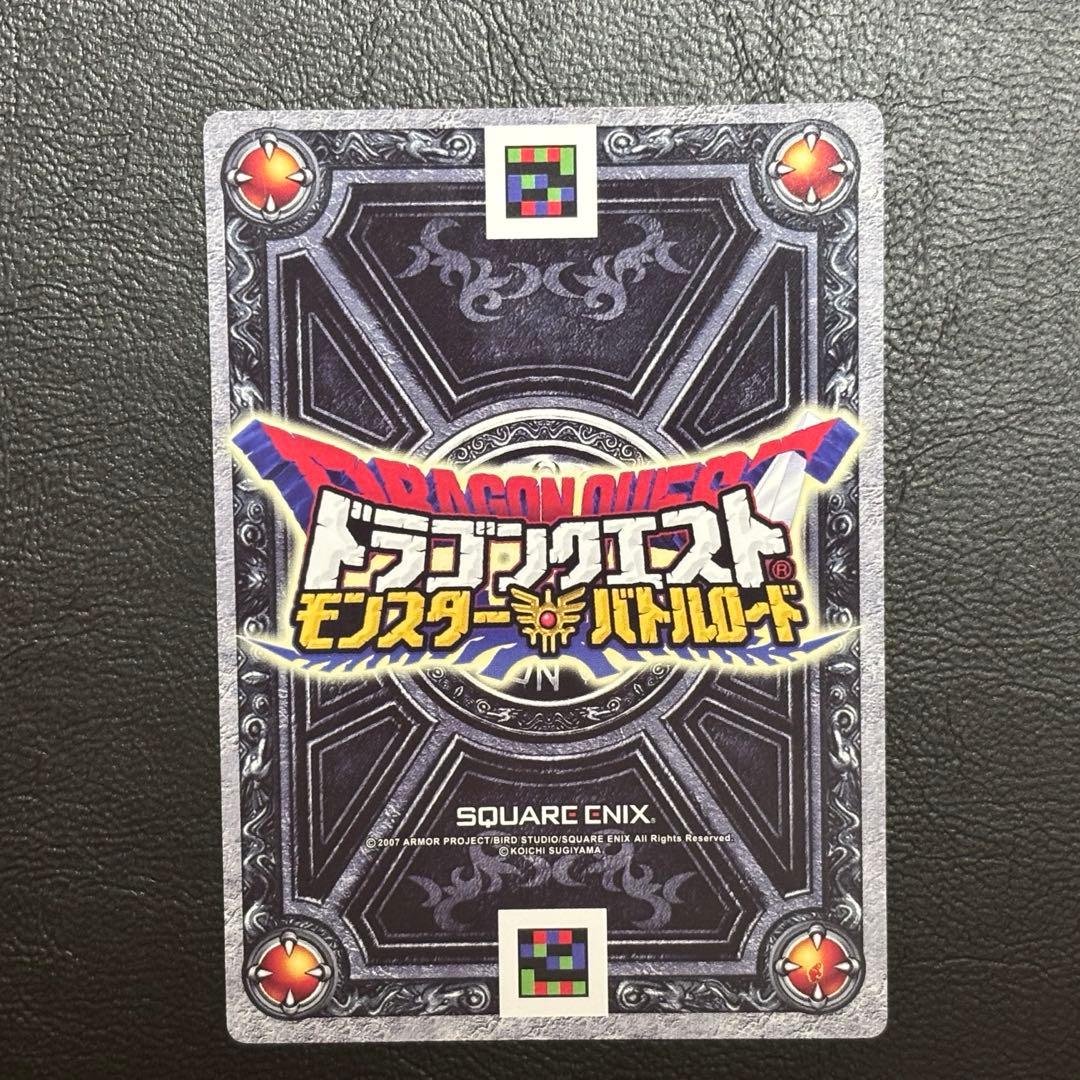 DRAGON QUEST
ドラゴンクエスト®
モンスターバトルロード
SQUARE ENIX®
©2007 ARMOR PROJECT/BIRD STUDIO/SQUARE ENIX All Rights Reserved.
©KOICHI SUGIYAMA